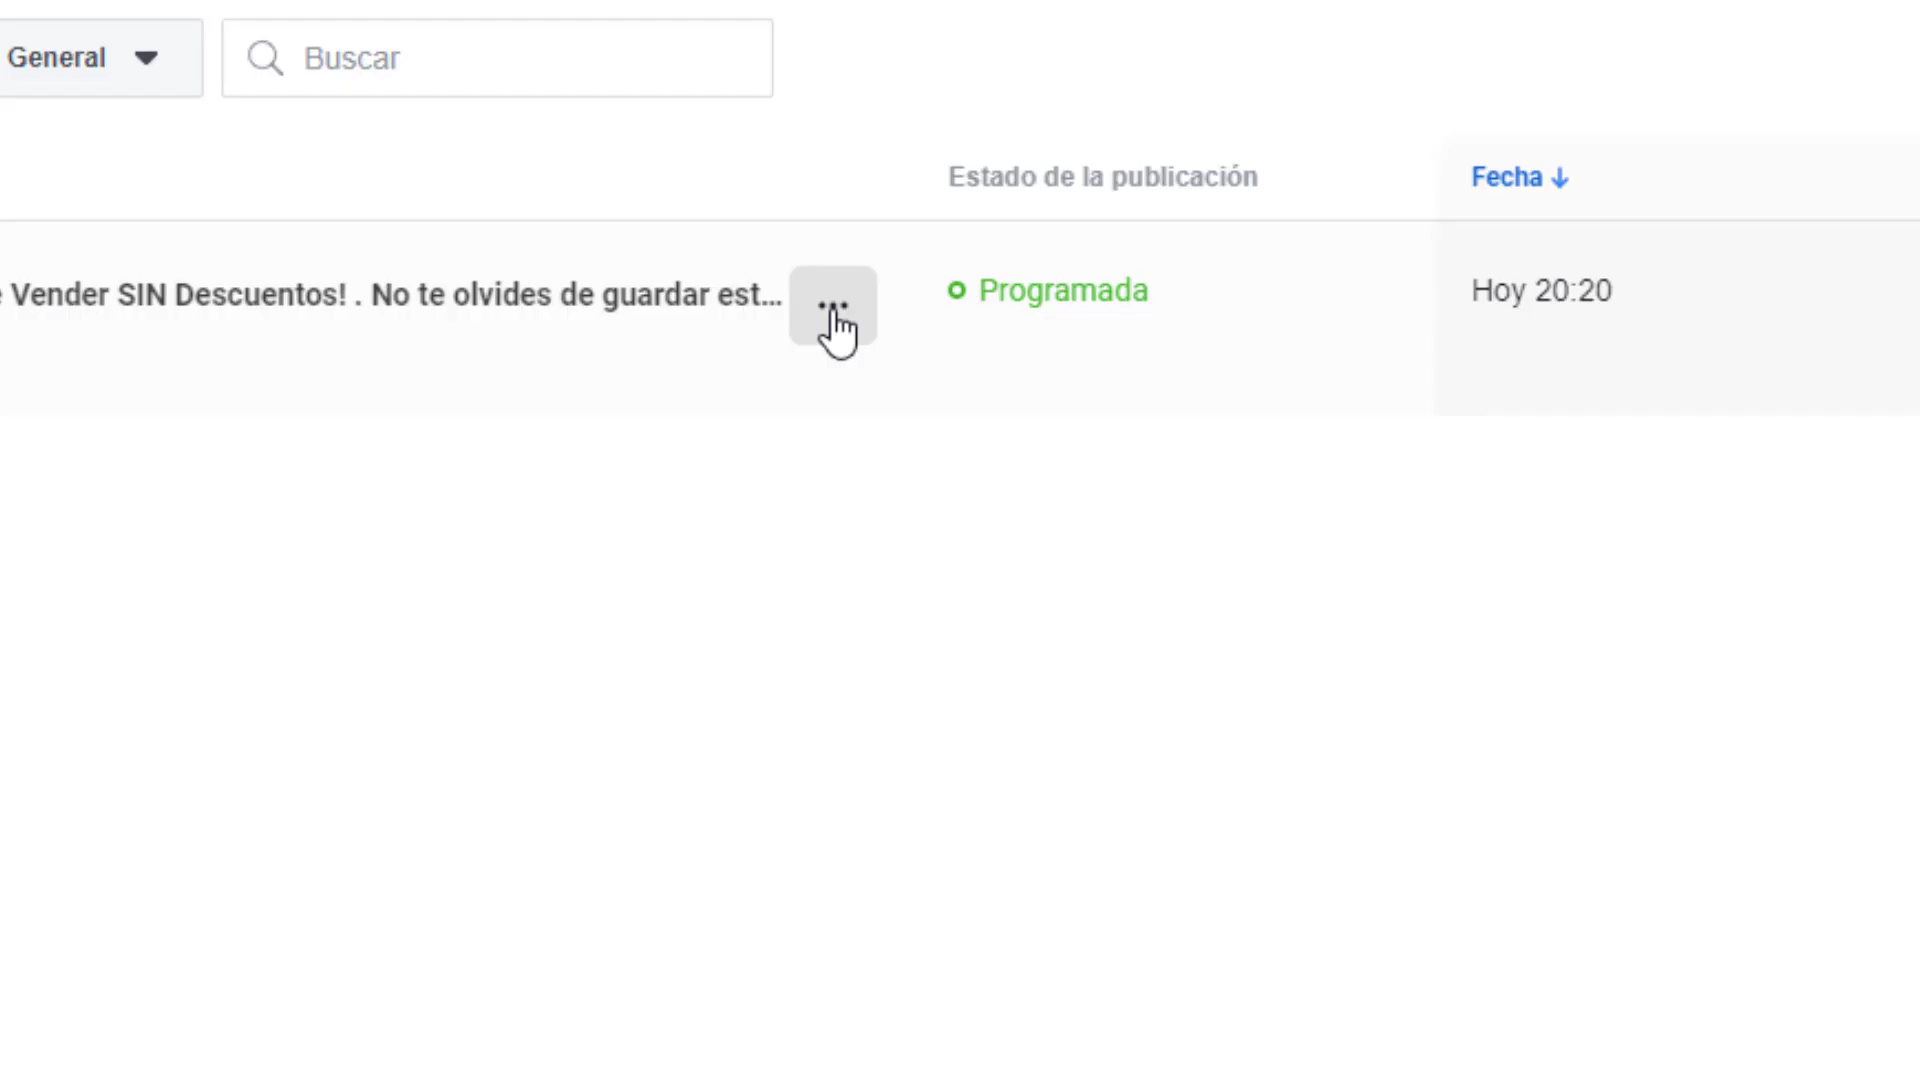 General
Buscar
Estado de la publicación
Fecha
Vender SIN Descuentos! . No te olvides de guardar est...
Programada
Hoy 20:20